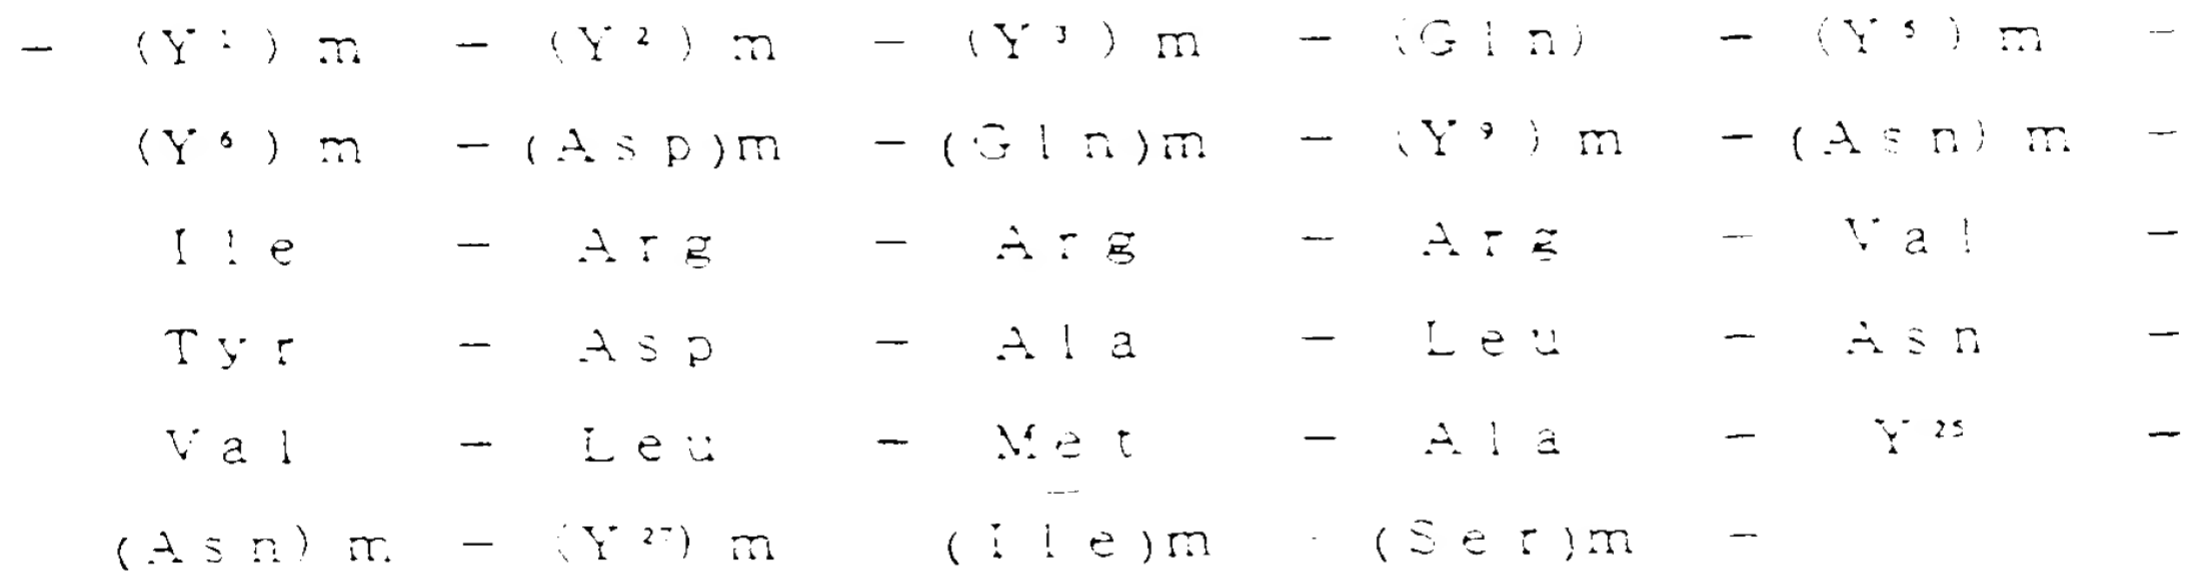 - (Y¹)m - (Y²)m - (Y³)m - (Gln) - (Y⁵)m -
(Y⁶)m - (Asp)m - (Gln)m - (Y⁹)m - (Asn)m -
Ile - Arg - Arg - Arg - Val -
Tyr - Asp - Ala - Leu - Asn -
Val - Leu - Met - Ala - Y²⁵ -
(Asn)m - (Y²⁷)m (Ile)m - (Ser)m -